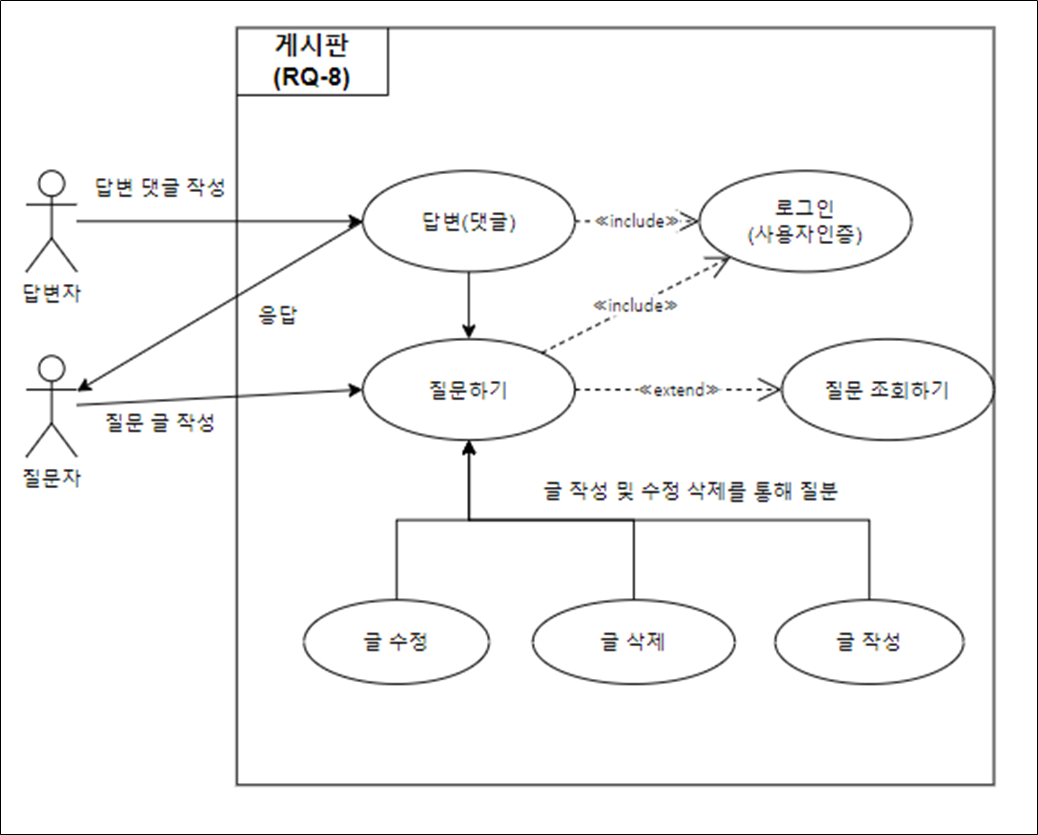 게시판
(RQ-8)
답변 댓글 작성
답변(댓글)
≪include≫
로그인
(사용자인증)
답변자
응답
≪include≫
질문하기
≪extend≫
질문 조회하기
질문 글 작성
질문자
글 작성 및 수정 삭제를 통해 질분
글 수정
글 삭제
글 작성